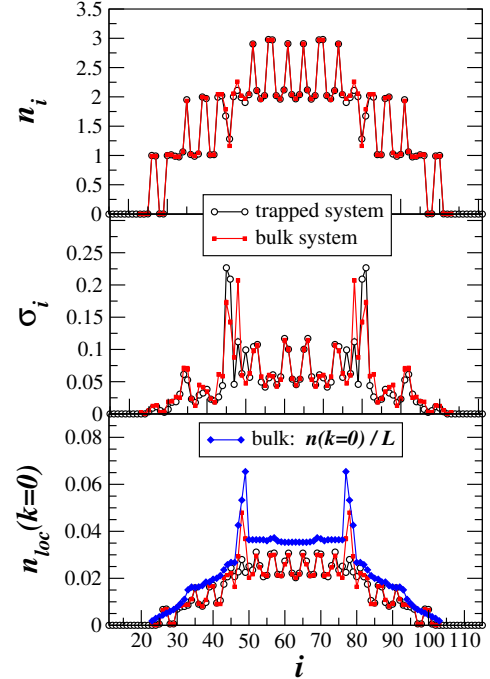 3.5
3
2.5
2
1.5
1
0.5
0
n_i
trapped system
bulk system
0.25
0.2
0.15
0.1
0.05
0
σ_i
0.08
0.06
0.04
0.02
0
n_loc(k=0)
bulk: n(k=0) / L
20 30 40 50 60 70 80 90 100 110
i